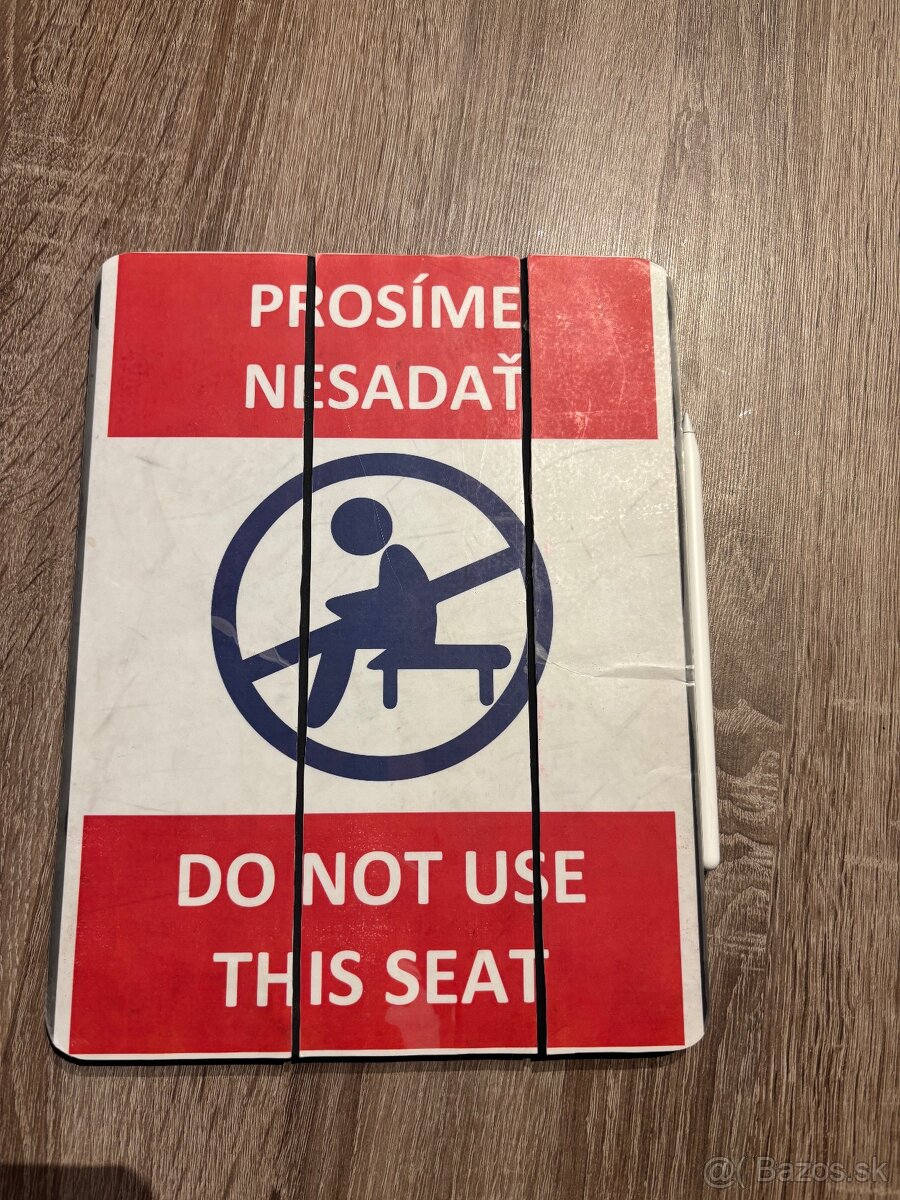 PROSÍME
NESADAŤ
DO NOT USE
THIS SEAT
@( Bazos.sk